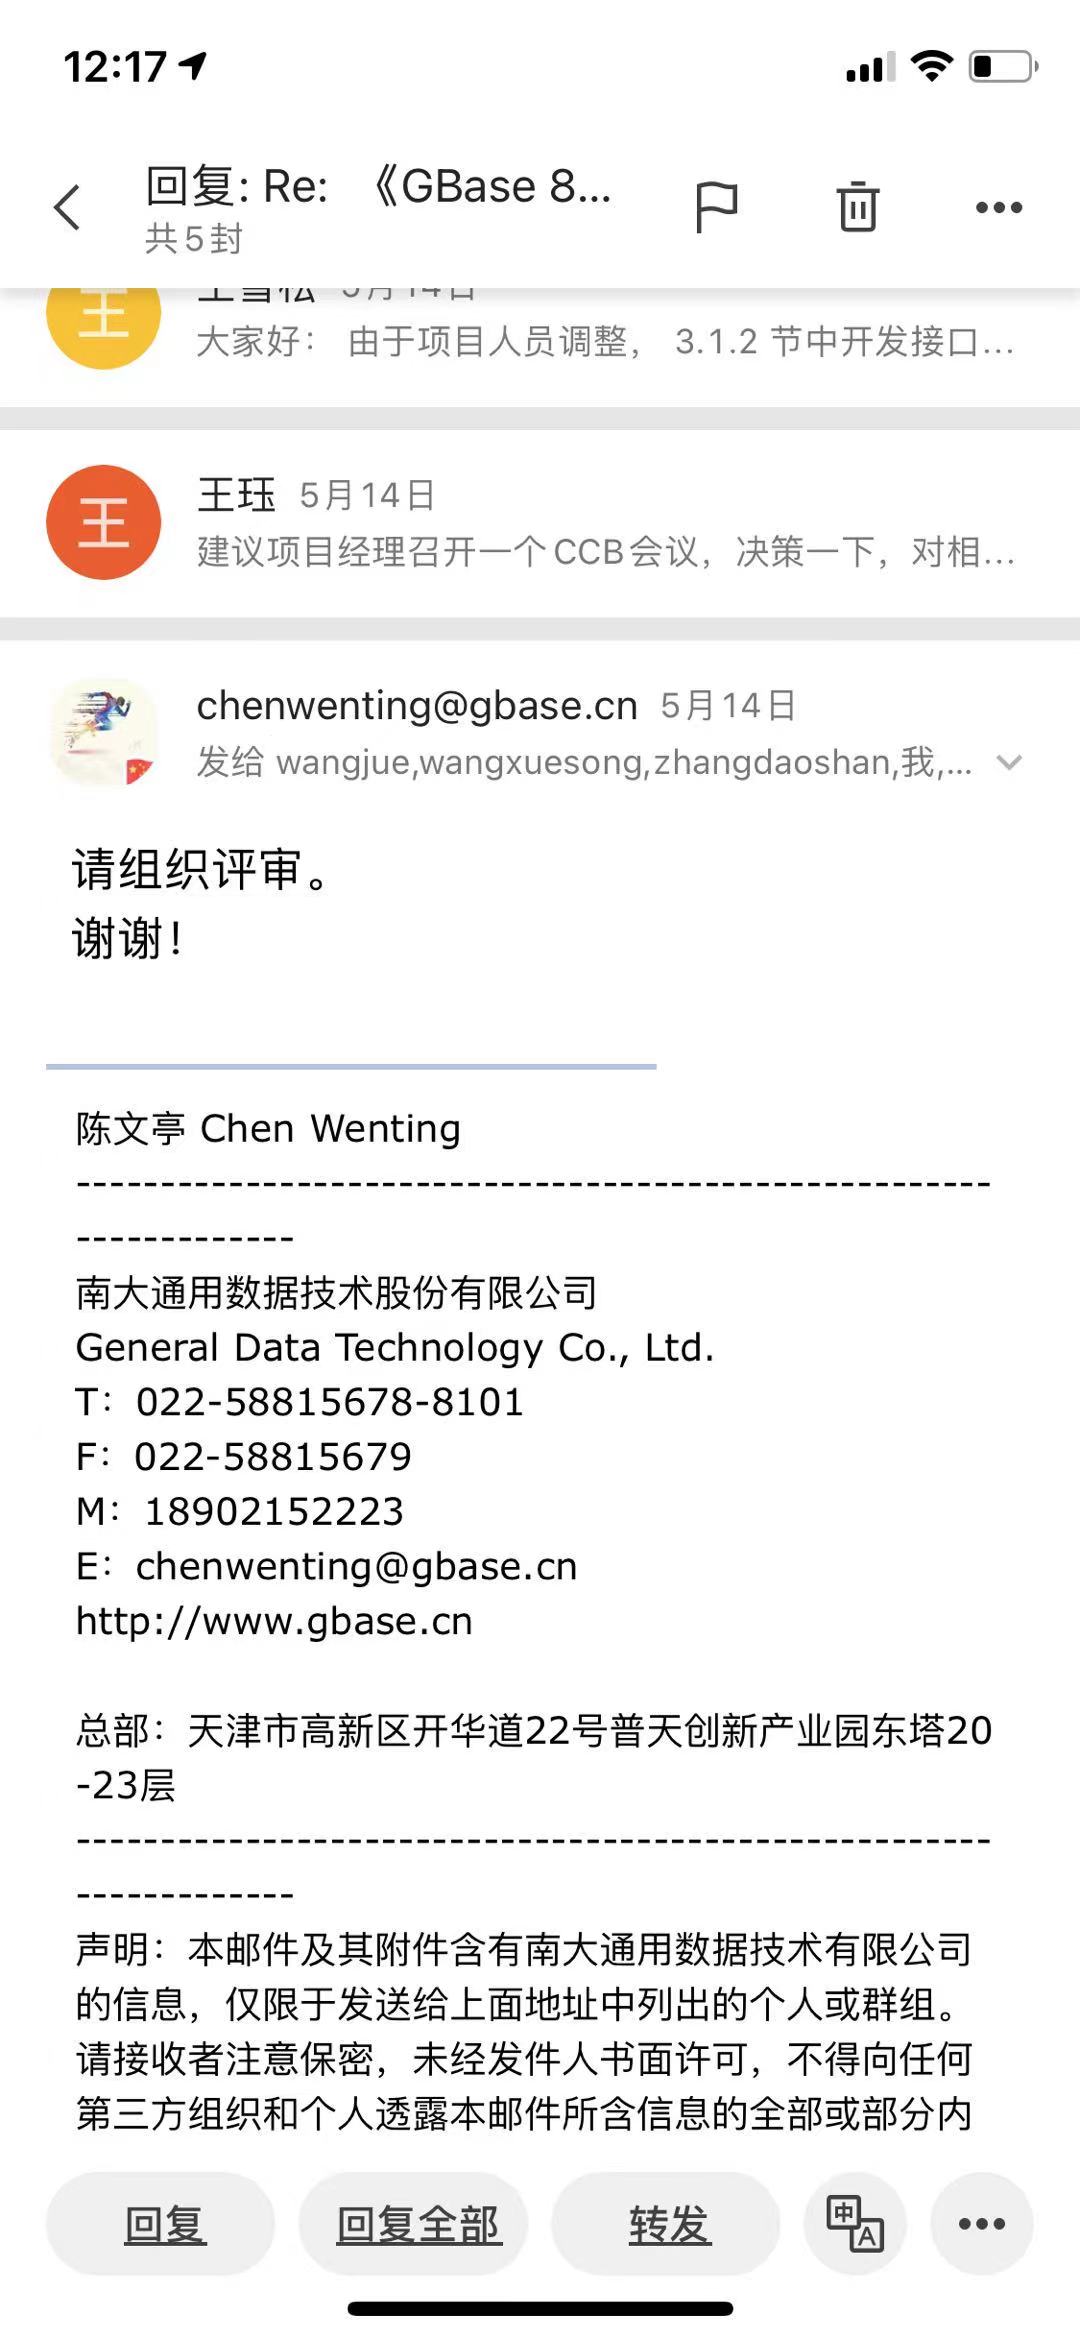 12:17
回复: Re: 《GBase 8...
共5封
王雪松 5月14日
王
大家好： 由于项目人员调整， 3.1.2 节中开发接口...
王珏 5月14日
王
建议项目经理召开一个CCB会议，决策一下，对相...
chenwenting@gbase.cn 5月14日
发给 wangjue,wangxuesong,zhangdaoshan,我,...
请组织评审。
谢谢！
陈文亭 Chen Wenting
------------------------------------------------------
-------------
南大通用数据技术股份有限公司
General Data Technology Co., Ltd.
T：022-58815678-8101
F：022-58815679
M：18902152223
E：chenwenting@gbase.cn
http://www.gbase.cn
总部：天津市高新区开华道22号普天创新产业园东塔20
-23层
------------------------------------------------------
-------------
声明：本邮件及其附件含有南大通用数据技术有限公司
的信息，仅限于发送给上面地址中列出的个人或群组。
请接收者注意保密，未经发件人书面许可，不得向任何
第三方组织和个人透露本邮件所含信息的全部或部分内
回复
回复全部
转发
中A